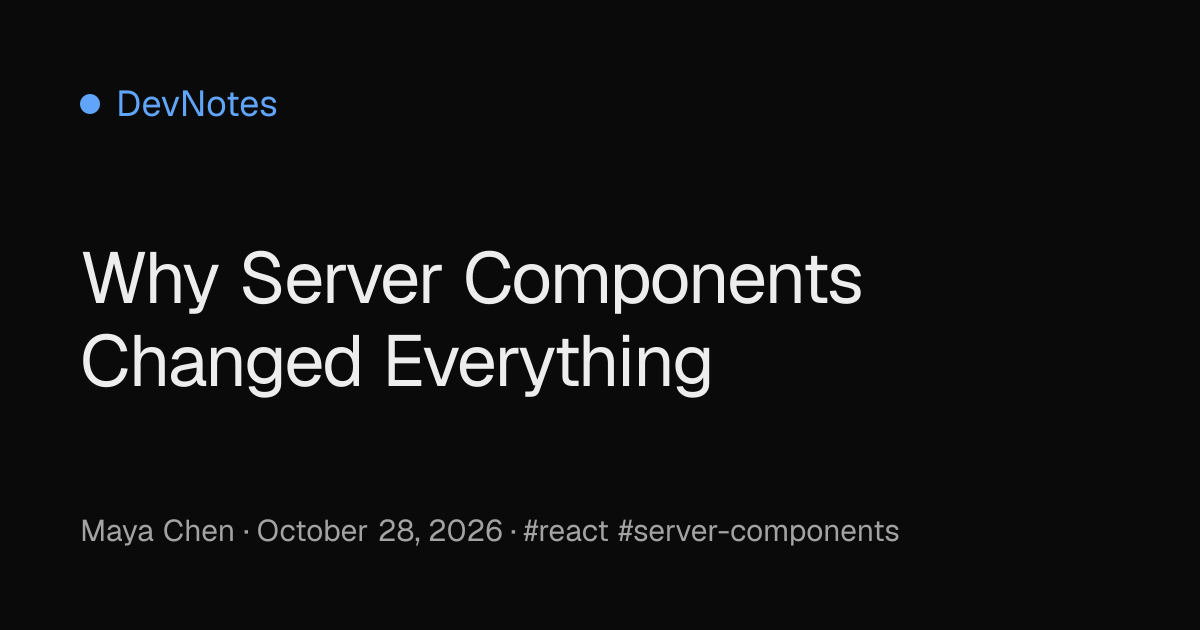 DevNotes
Why Server Components
Changed Everything
Maya Chen · October 28, 2026 · #react #server-components